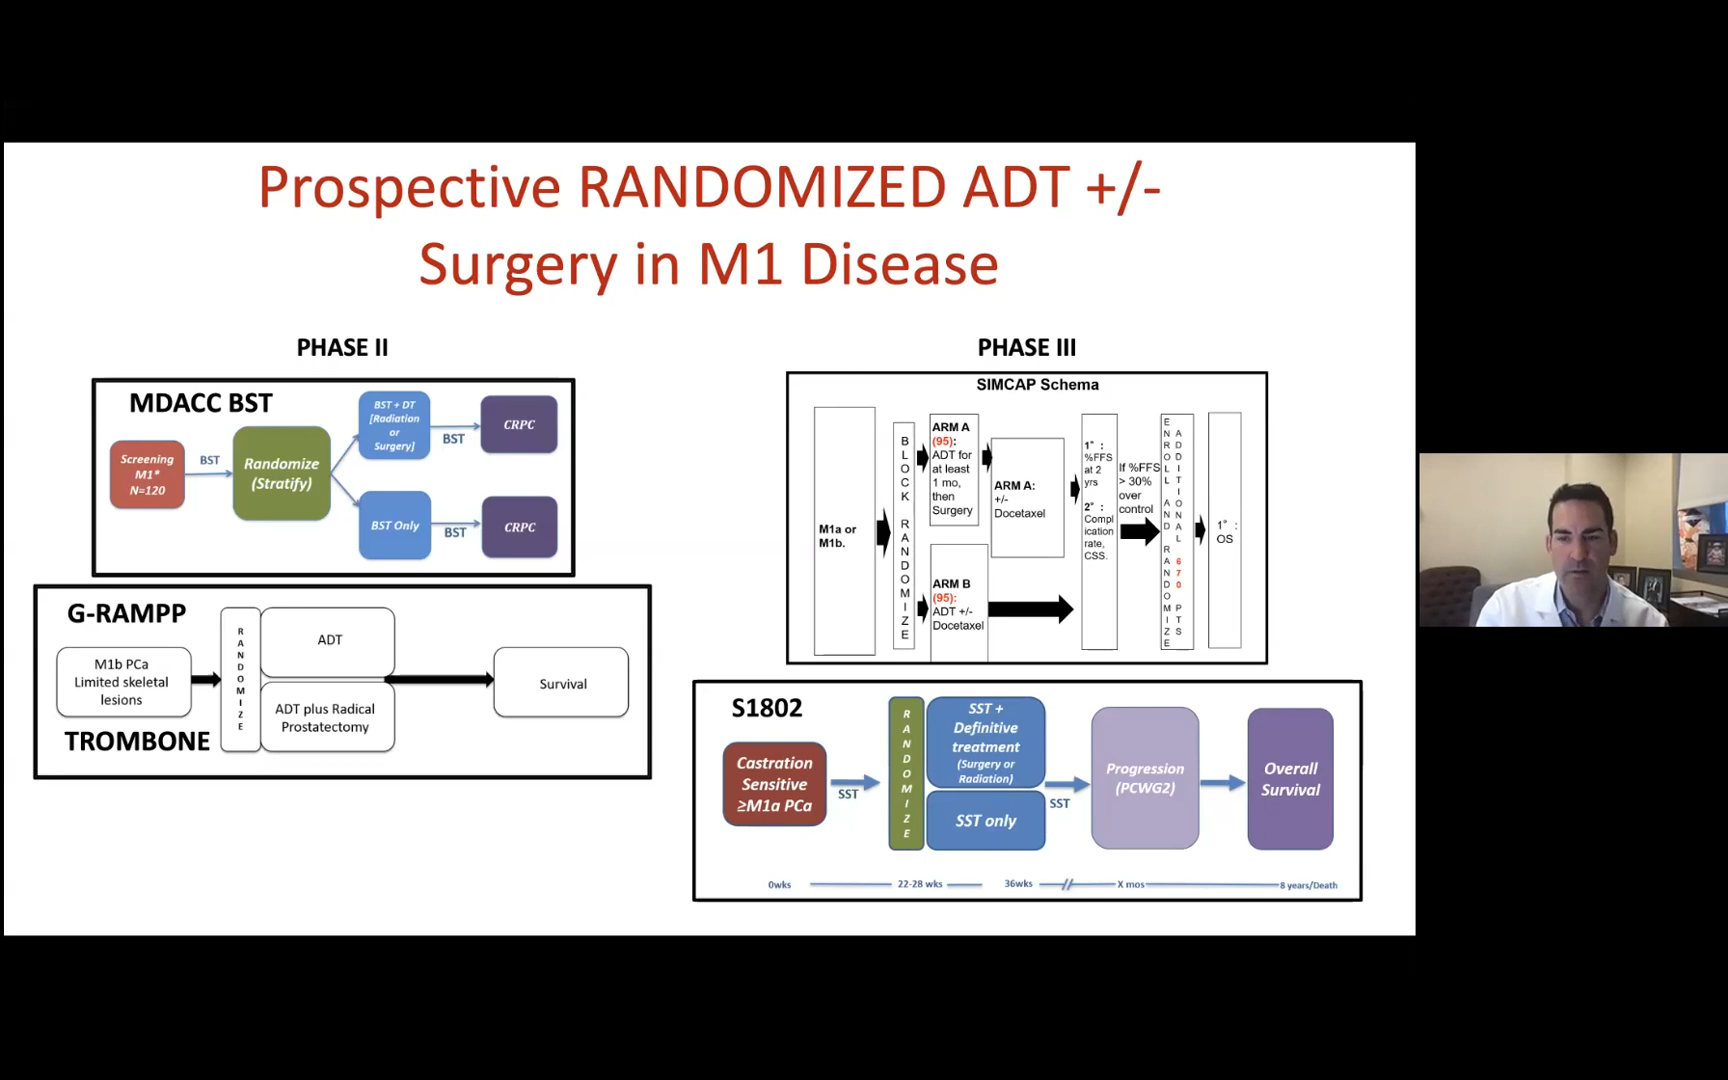 Prospective RANDOMIZED ADT +/-
Surgery in M1 Disease
PHASE II
MDACC BST
Screening
M1*
N=120
BST
Randomize
(Stratify)
BST + DT
[Radiation
or
Surgery]
BST
CRPC
BST Only
BST
CRPC
G-RAMPP
M1b PCa
Limited skeletal
lesions
TROMBONE
RANDOMIZE
ADT
ADT plus Radical
Prostatectomy
Survival
PHASE III
SIMCAP Schema
M1a or
M1b.
BLOCK RANDOMIZE
ARM A
(95):
ADT for
at least
1 mo,
then
Surgery
ARM A:
+/-
Docetaxel
ARM B
(95):
ADT +/-
Docetaxel
1° :
%FFS
at 2
yrs
2° :
Compl
ication
rate,
CSS.
If %FFS
> 30%
over
control
ENROLL AND RANDOMIZE
ADDITIONAL 670 PTS
1° :
OS
S1802
Castration
Sensitive
≥M1a PCa
SST
RANDOMIZE
SST +
Definitive
treatment
(Surgery or
Radiation)
SST only
SST
Progression
(PCWG2)
Overall
Survival
0wks
22-28 wks
36wks
X mos
8 years/Death